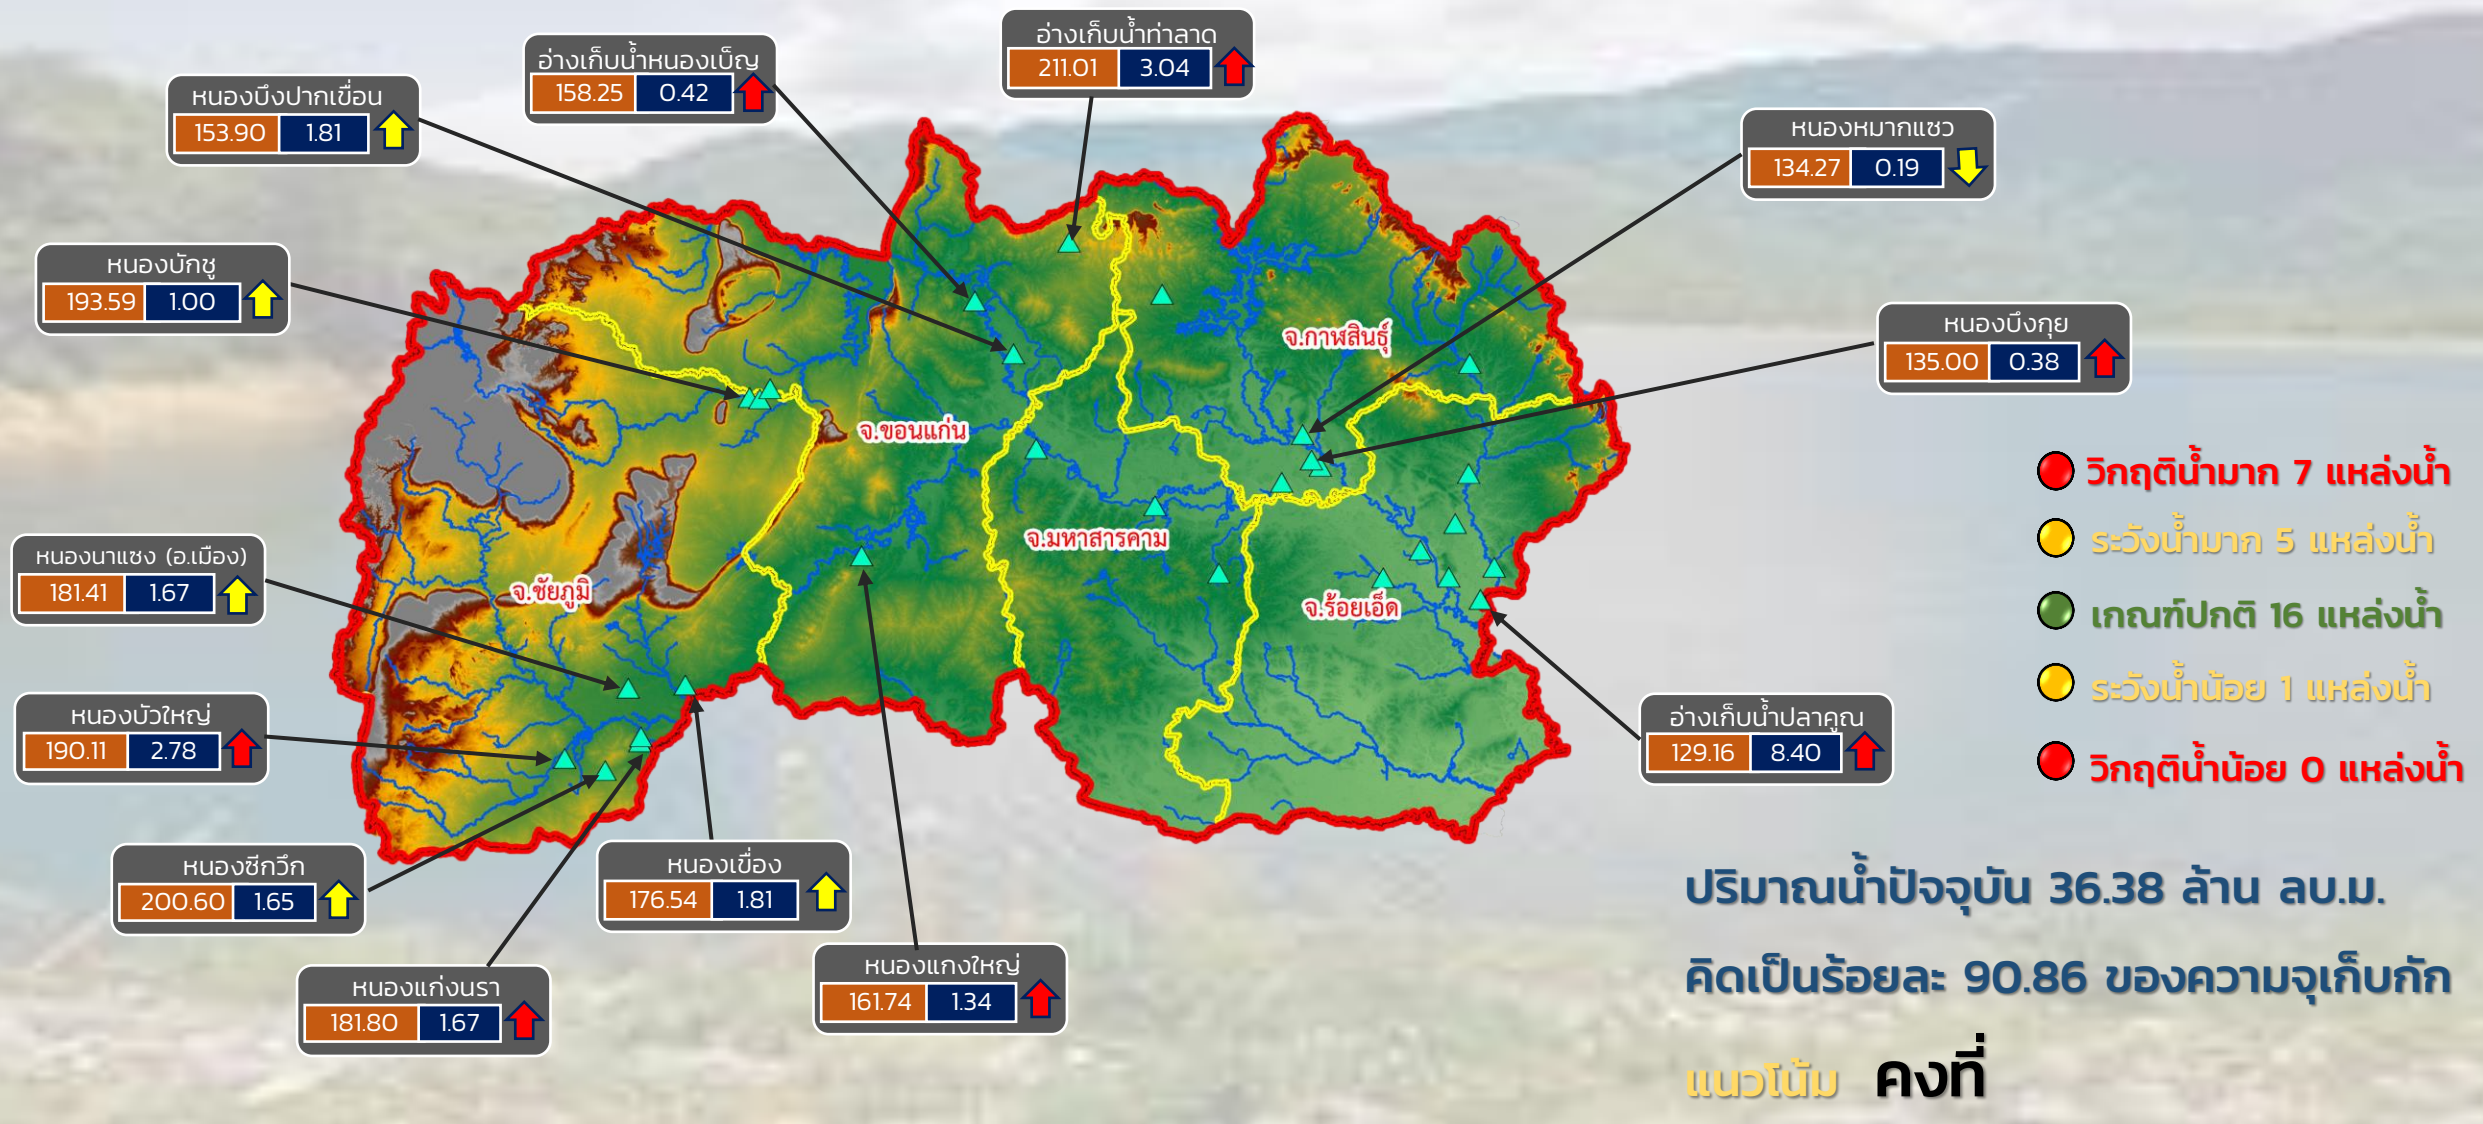 อ่างเก็บน้ำท่าลาด
211.01 3.04
อ่างเก็บน้ำหนองเบ็ญ
158.25 0.42
หนองบึงปากเขื่อน
153.90 1.81
หนองหมากแซว
134.27 0.19
หนองบักชู
193.59 1.00
หนองบึงกุย
135.00 0.38
จ.กาฬสินธุ์
จ.ขอนแก่น
จ.มหาสารคาม
จ.ชัยภูมิ
จ.ร้อยเอ็ด
หนองนาแซง (อ.เมือง)
181.41 1.67
หนองบัวใหญ่
190.11 2.78
อ่างเก็บน้ำปลาคูณ
129.16 8.40
หนองซีกวึก
200.60 1.65
หนองเขื่อง
176.54 1.81
หนองแก่งนรา
181.80 1.67
หนองแกงใหญ่
161.74 1.34
วิกฤติน้ำมาก 7 แหล่งน้ำ
ระวังน้ำมาก 5 แหล่งน้ำ
เกณฑ์ปกติ 16 แหล่งน้ำ
ระวังน้ำน้อย 1 แหล่งน้ำ
วิกฤติน้ำน้อย 0 แหล่งน้ำ
ปริมาณน้ำปัจจุบัน 36.38 ล้าน ลบ.ม.
คิดเป็นร้อยละ 90.86 ของความจุเก็บกัก
แนวโน้ม คงที่